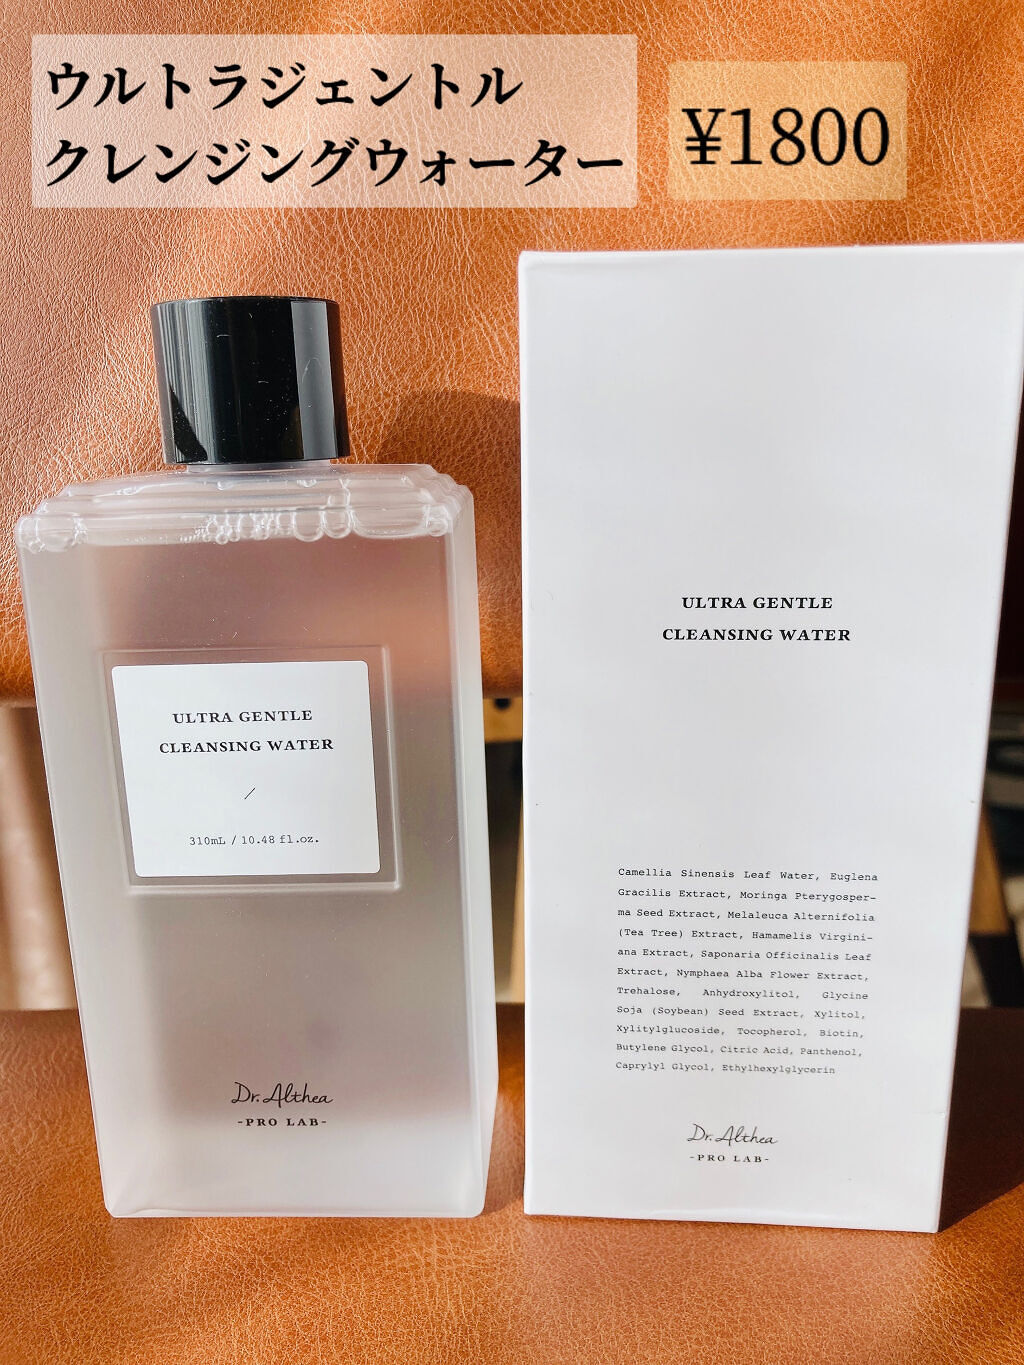 ウルトラジェントル
クレンジングウォーター
¥1800
ULTRA GENTLE
CLEANSING WATER
/
310mL / 10.48 fl.oz.
Dr.Althea
-PRO LAB-
ULTRA GENTLE
CLEANSING WATER
Camellia Sinensis Leaf Water, Euglena
Gracilis Extract, Moringa Pterygosper-
ma Seed Extract, Melaleuca Alternifolia
(Tea Tree) Extract, Hamamelis Virgini-
ana Extract, Saponaria Officinalis Leaf
Extract, Nymphaea Alba Flower Extract,
Trehalose, Anhydroxylitol, Glycine
Soja (Soybean) Seed Extract, Xylitol,
Xylitylglucoside, Tocopherol, Biotin,
Butylene Glycol, Citric Acid, Panthenol,
Caprylyl Glycol, Ethylhexylglycerin
Dr.Althea
-PRO LAB-